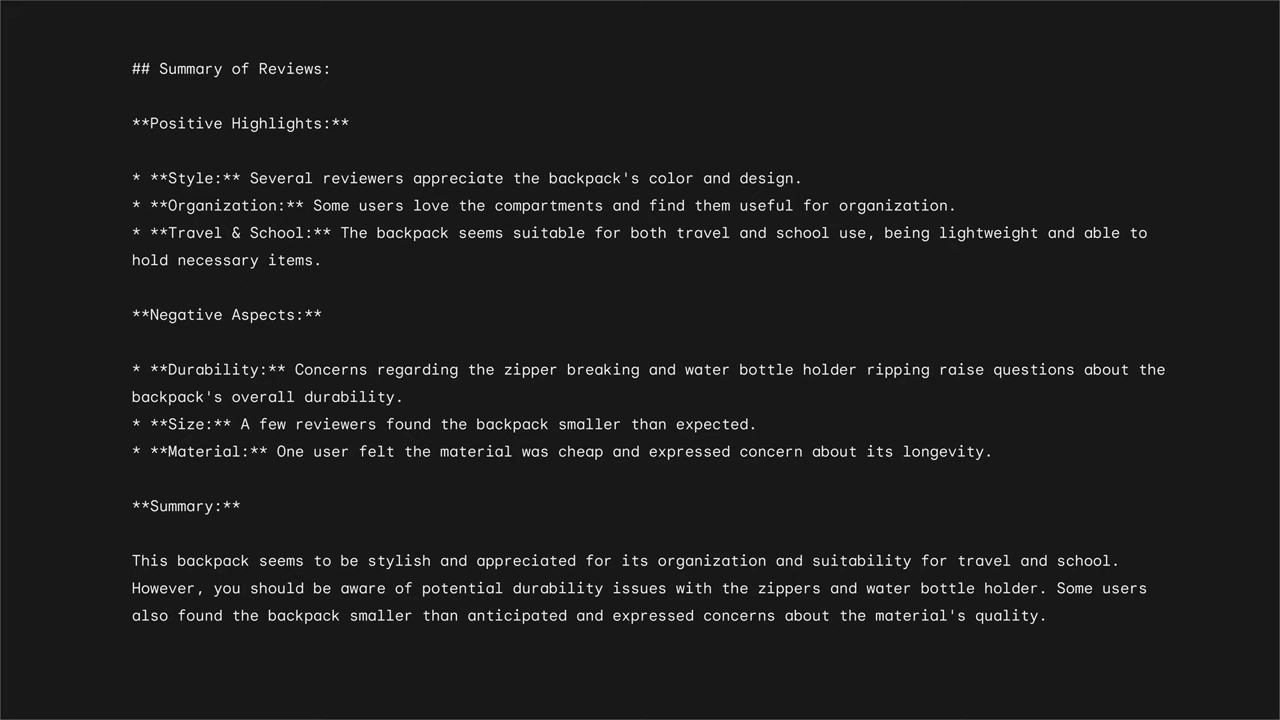 ## Summary of Reviews:
**Positive Highlights:**
* **Style:** Several reviewers appreciate the backpack's color and design.
* **Organization:** Some users love the compartments and find them useful for organization.
* **Travel & School:** The backpack seems suitable for both travel and school use, being lightweight and able to
hold necessary items.
**Negative Aspects:**
* **Durability:** Concerns regarding the zipper breaking and water bottle holder ripping raise questions about the
backpack's overall durability.
* **Size:** A few reviewers found the backpack smaller than expected.
* **Material:** One user felt the material was cheap and expressed concern about its longevity.
**Summary:**
This backpack seems to be stylish and appreciated for its organization and suitability for travel and school.
However, you should be aware of potential durability issues with the zippers and water bottle holder. Some users
also found the backpack smaller than anticipated and expressed concerns about the material's quality.